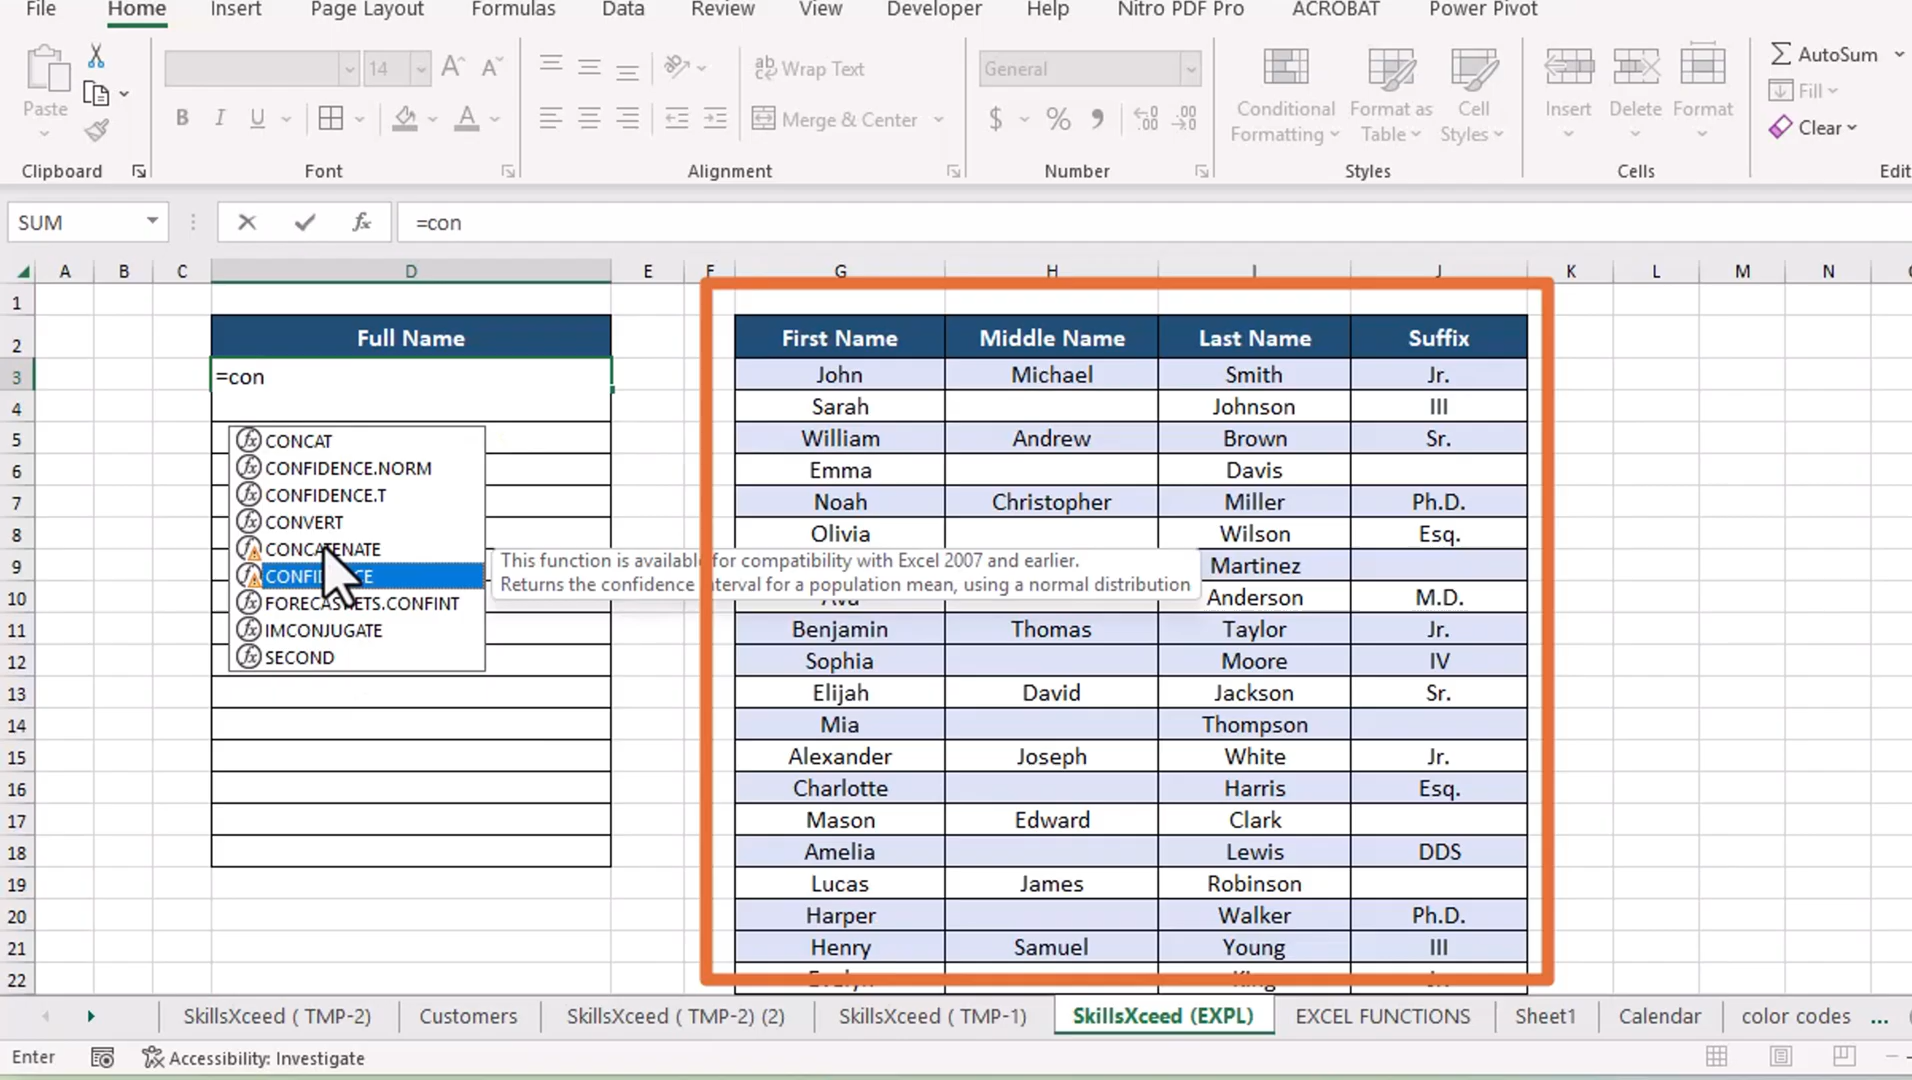 File Home Insert Page Layout Formulas Data Review View Developer Help Nitro PDF Pro ACROBAT Power Pivot
14
General
Wrap Text
AutoSum
Paste
Fill
B I U
Merge & Center
$ % ,
Conditional Formatting
Format as Table
Cell Styles
Insert Delete Format
Clear
Clipboard Font Alignment Number Styles Cells
SUM =con
A B C D E F G H I J K L M N
1
2 Full Name First Name Middle Name Last Name Suffix
3 =con John Michael Smith Jr.
4 Sarah Johnson III
5 CONCAT William Andrew Brown Sr.
6 CONFIDENCE.NORM Emma Davis
7 CONFIDENCE.T Noah Christopher Miller Ph.D.
8 CONVERT Olivia Wilson Esq.
CONCATENATE
This function is available for compatibility with Excel 2007 and earlier.
Returns the confidence interval for a population mean, using a normal distribution
9 Martinez
10 Anderson M.D.
11 IMCONJUGATE Benjamin Thomas Taylor Jr.
12 SECOND Sophia Moore IV
13 Elijah David Jackson Sr.
14 Mia Thompson
15 Alexander Joseph White Jr.
16 Charlotte Harris Esq.
17 Mason Edward Clark
18 Amelia Lewis DDS
19 Lucas James Robinson
20 Harper Walker Ph.D.
21 Henry Samuel Young III
22
SkillsXceed ( TMP-2) Customers SkillsXceed ( TMP-2) (2) SkillsXceed ( TMP-1) SkillsXceed (EXPL) EXCEL FUNCTIONS Sheet1 Calendar color codes ...
Enter Accessibility: Investigate